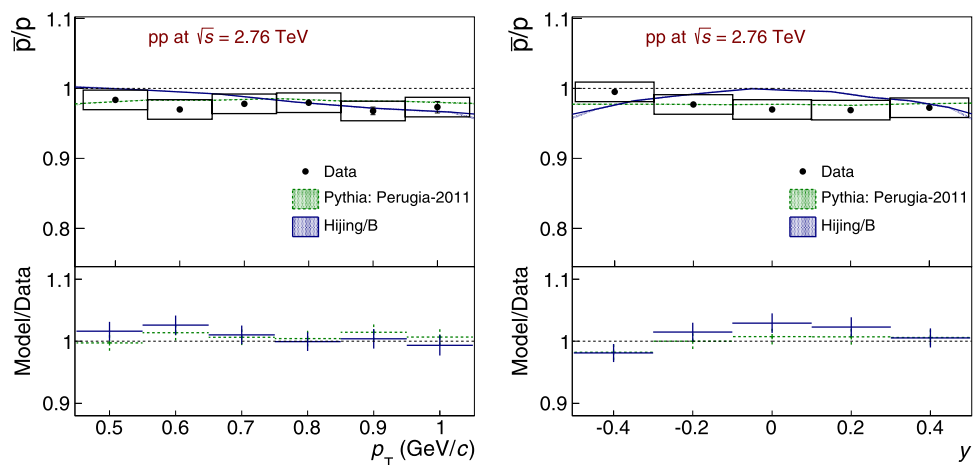 p̅/p
1.1
1
0.9
0.8
pp at √s = 2.76 TeV
Data
Pythia: Perugia-2011
Hijing/B
Model/Data
1.1
1
0.9
0.5 0.6 0.7 0.8 0.9 1
p_T (GeV/c)
p̅/p
1.1
1
0.9
0.8
pp at √s = 2.76 TeV
Data
Pythia: Perugia-2011
Hijing/B
Model/Data
1.1
1
0.9
-0.4 -0.2 0 0.2 0.4
y